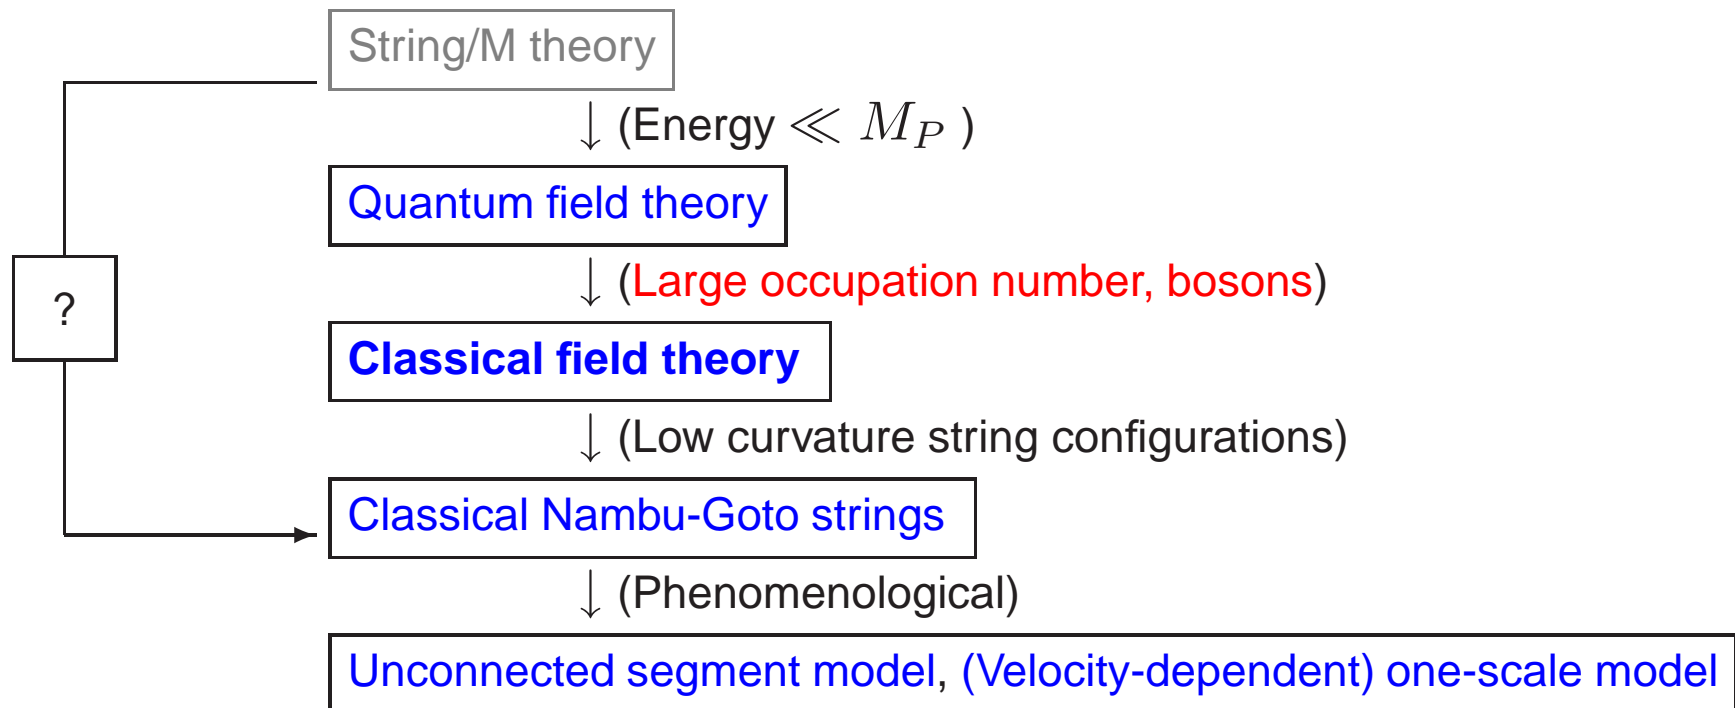 String/M theory
↓ (Energy ≪ M_P )
Quantum field theory
↓ (Large occupation number, bosons)
?
Classical field theory
↓ (Low curvature string configurations)
Classical Nambu-Goto strings
↓ (Phenomenological)
Unconnected segment model, (Velocity-dependent) one-scale model